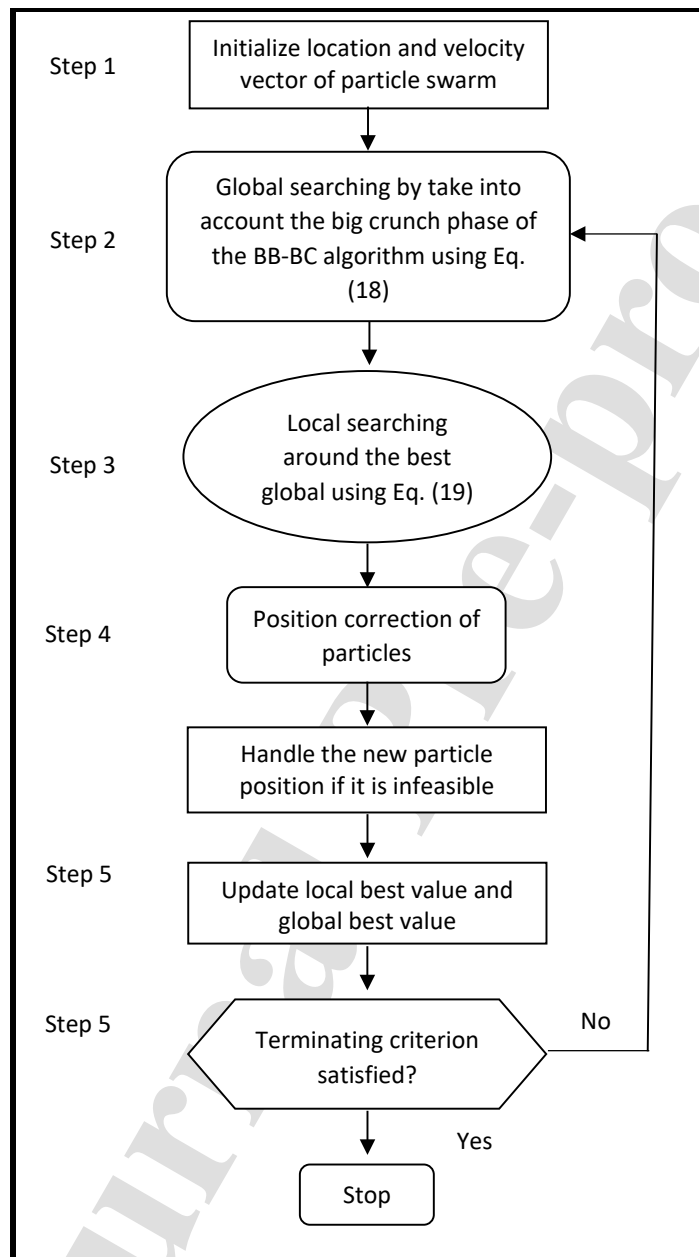 Step 1
Initialize location and velocity
vector of particle swarm
Step 2
Global searching by take into
account the big crunch phase of
the BB-BC algorithm using Eq.
(18)
Step 3
Local searching
around the best
global using Eq. (19)
Step 4
Position correction of
particles
Handle the new particle
position if it is infeasible
Step 5
Update local best value and
global best value
Step 5
Terminating criterion
satisfied?
No
Yes
Stop